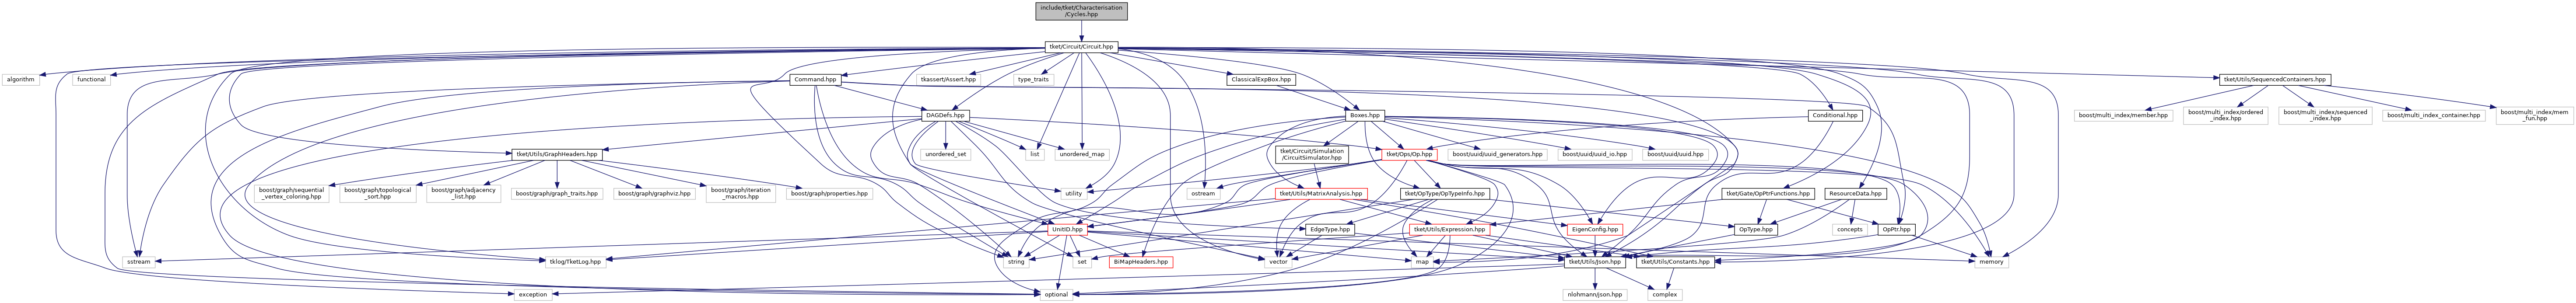 include/tket/Characterisation
/Cycles.hpp
tket/Circuit/Circuit.hpp
algorithm
functional
Command.hpp
tkassert/Assert.hpp
type_traits
ClassicalExpBox.hpp
tket/Utils/SequencedContainers.hpp
DAGDefs.hpp
Boxes.hpp
Conditional.hpp
boost/multi_index/member.hpp
boost/multi_index/ordered
_index.hpp
boost/multi_index/sequenced
_index.hpp
boost/multi_index_container.hpp
boost/multi_index/mem
_fun.hpp
tket/Utils/GraphHeaders.hpp
unordered_set
list
unordered_map
tket/Circuit/Simulation
/CircuitSimulator.hpp
tket/Ops/Op.hpp
boost/uuid/uuid_generators.hpp
boost/uuid/uuid_io.hpp
boost/uuid/uuid.hpp
boost/graph/sequential
_vertex_coloring.hpp
boost/graph/topological
_sort.hpp
boost/graph/adjacency
_list.hpp
boost/graph/graph_traits.hpp
boost/graph/graphviz.hpp
boost/graph/iteration
_macros.hpp
boost/graph/properties.hpp
utility
ostream
tket/Utils/MatrixAnalysis.hpp
tket/OpType/OpTypeInfo.hpp
tket/Gate/OpPtrFunctions.hpp
ResourceData.hpp
UnitID.hpp
EdgeType.hpp
tket/Utils/Expression.hpp
EigenConfig.hpp
OpType.hpp
concepts
OpPtr.hpp
sstream
tklog/TketLog.hpp
string
set
BiMapHeaders.hpp
vector
map
tket/Utils/Json.hpp
tket/Utils/Constants.hpp
memory
exception
optional
nlohmann/json.hpp
complex